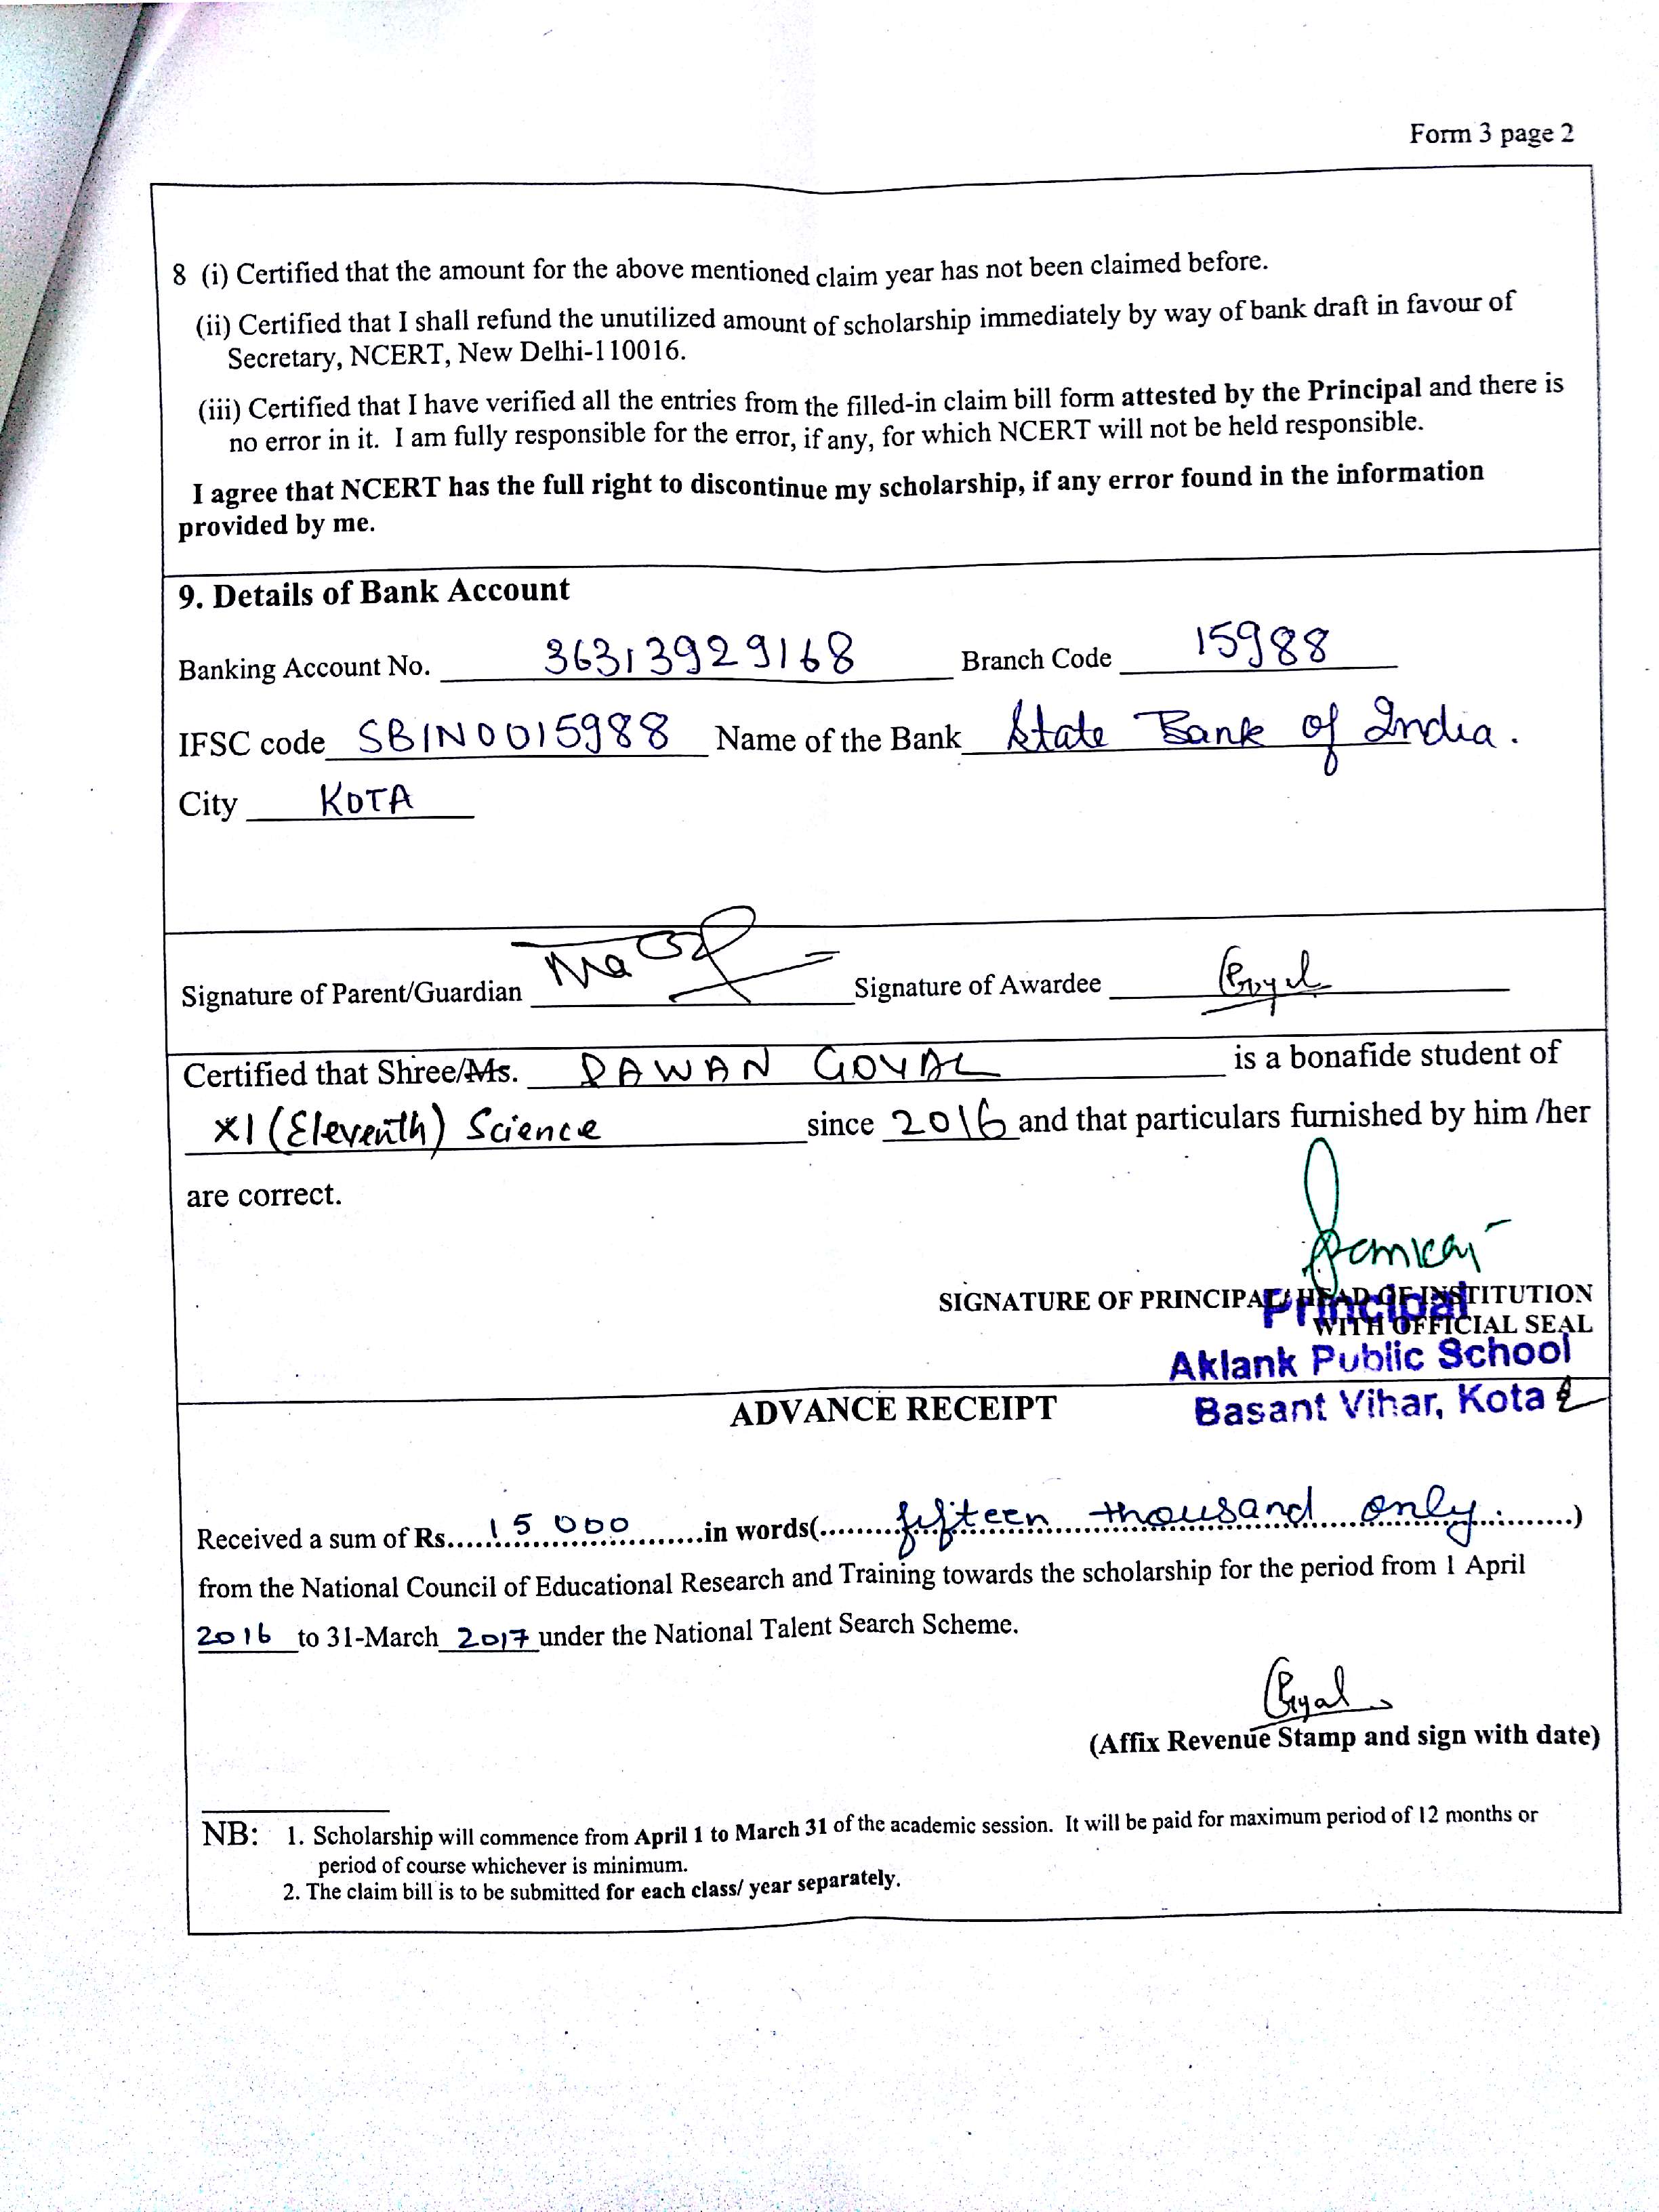 Form 3 page 2
8 (i) Certified that the amount for the above mentioned claim year has not been claimed before.
(ii) Certified that I shall refund the unutilized amount of scholarship immediately by way of bank draft in favour of
Secretary, NCERT, New Delhi-110016.
(iii) Certified that I have verified all the entries from the filled-in claim bill form attested by the Principal and there is
no error in it. I am fully responsible for the error, if any, for which NCERT will not be held responsible.
I agree that NCERT has the full right to discontinue my scholarship, if any error found in the information
provided by me.
9. Details of Bank Account
Banking Account No. 36313929168 Branch Code 15988
IFSC code SBIN0015988 Name of the Bank State Bank of India.
City KOTA
Signature of Parent/Guardian Signature of Awardee
Certified that Shree/Ms. PAWAN GOYAL is a bonafide student of
XI (Eleventh) Science since 2016 and that particulars furnished by him /her
are correct.
SIGNATURE OF PRINCIPAL/ HEAD OF INSTITUTION
Principal
WITH OFFICIAL SEAL
Aklank Public School
Basant Vihar, Kota
ADVANCE RECEIPT
Received a sum of Rs.....15000.....in words(.....fifteen thousand only.....)
from the National Council of Educational Research and Training towards the scholarship for the period from 1 April
2016 to 31-March 2017 under the National Talent Search Scheme.
Goyal
(Affix Revenue Stamp and sign with date)
NB: 1. Scholarship will commence from April 1 to March 31 of the academic session. It will be paid for maximum period of 12 months or
period of course whichever is minimum.
2. The claim bill is to be submitted for each class/ year separately.